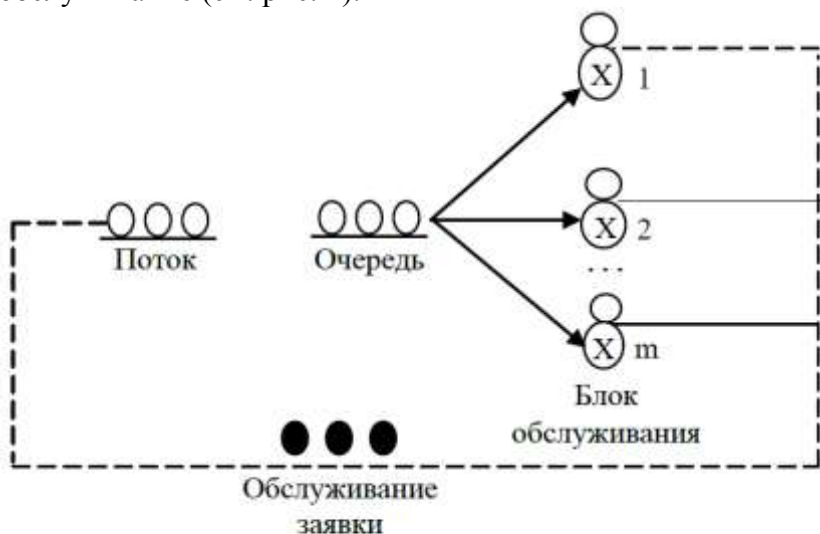 X 1
X 2
...
X m
Поток
Очередь
Блок
обслуживания
Обслуживание
заявки